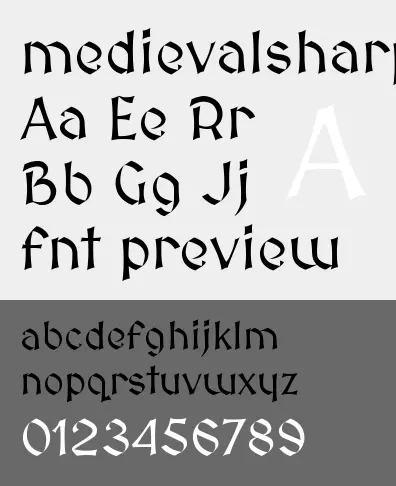 medievalsharp
Aa Ee Rr
A
Bb Gg Jj
fnt preview
abcdefghijklm
nopqrstuvwxyz
0123456789